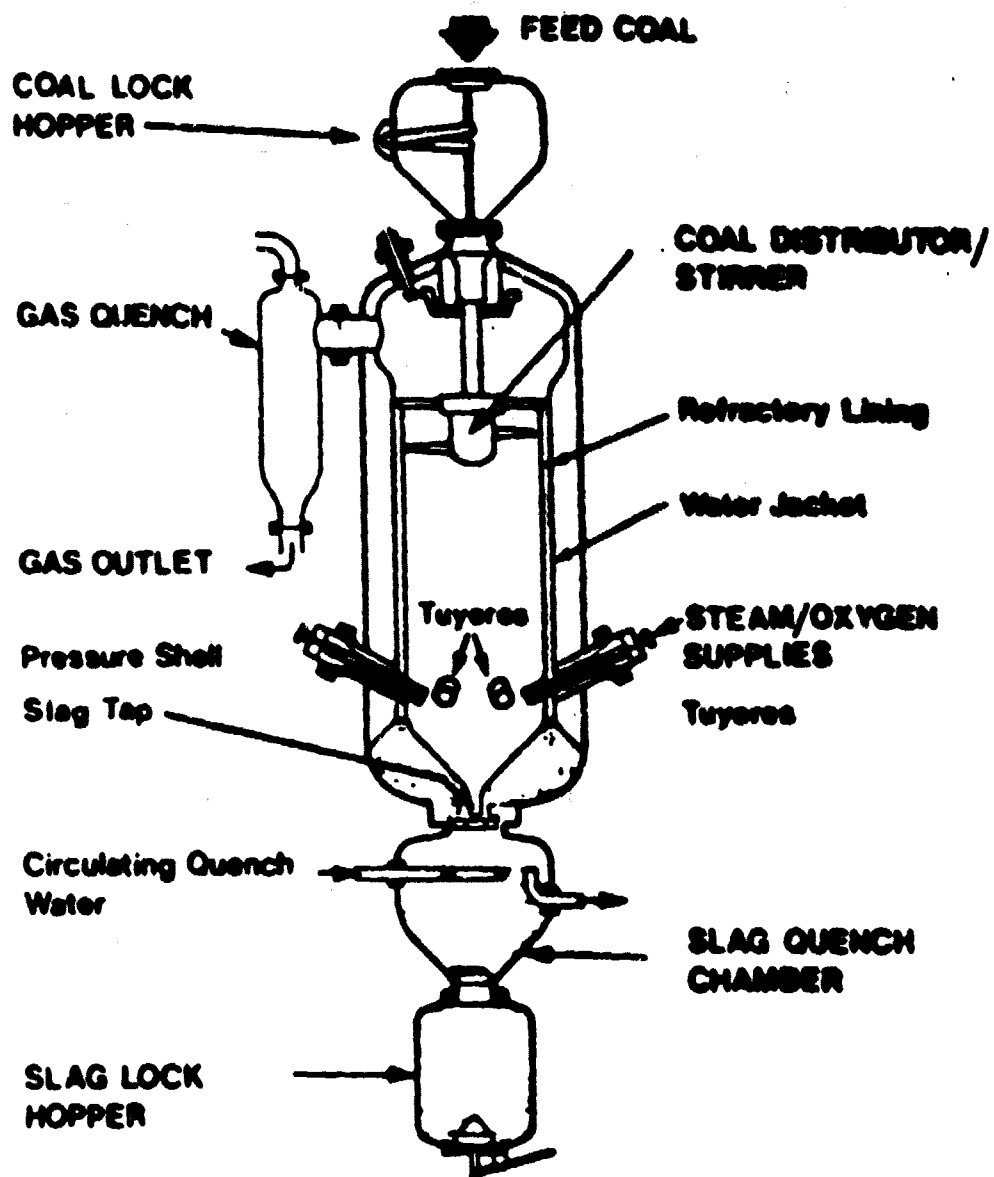 FEED COAL
COAL LOCK
HOPPER
COAL DISTRIBUTOR/
STIRRER
GAS QUENCH
Refractory Lining
Water Jacket
GAS OUTLET
Tuyeres
STEAM/OXYGEN
SUPPLIES
Pressure Shell
Slag Tap
Tuyeres
Circulating Quench
Water
SLAG QUENCH
CHAMBER
SLAG LOCK
HOPPER